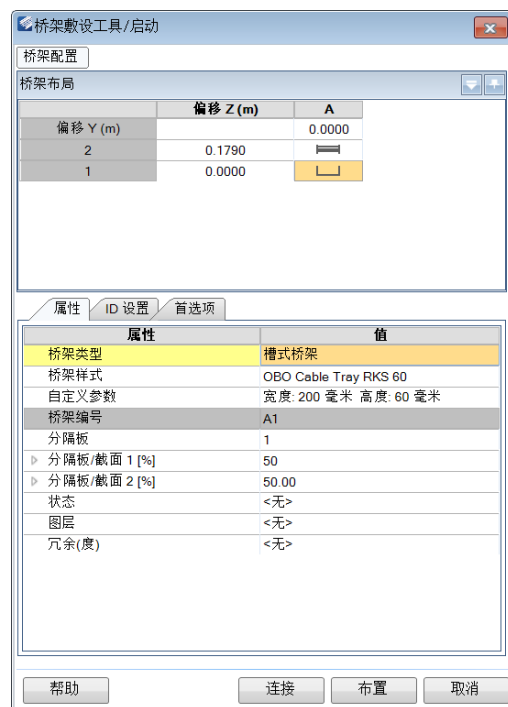 桥架敷设工具/启动
桥架配置
桥架布局
偏移 Z (m) A
偏移 Y (m) 0.0000
2 0.1790
1 0.0000
属性 ID 设置 首选项
属性 值
桥架类型 槽式桥架
桥架样式 OBO Cable Tray RKS 60
自定义参数 宽度: 200 毫米 高度: 60 毫米
桥架编号 A1
分隔板 1
分隔板/截面 1 [%] 50
分隔板/截面 2 [%] 50.00
状态 <无>
图层 <无>
冗余(度) <无>
帮助 连接 布置 取消